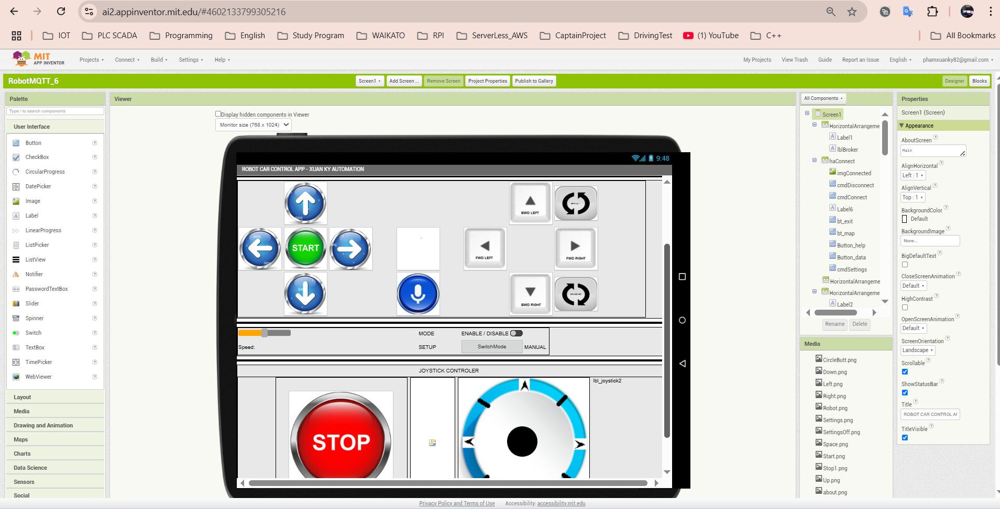 ai2.appinventor.mit.edu/#4602133799305216
IOT PLC SCADA Programming English Study Program WAIKATO RPI ServerLess_AWS CaptainProject DrivingTest (1) YouTube C++ All Bookmarks
MIT
APP INVENTOR
Projects Connect Build Settings Help My Projects View Trash Guide Report an Issue English phamxuanky82@gmail.com
RobotMQTT_6 Screen1 Add Screen ... Remove Screen Project Properties Publish to Gallery Designer Blocks
Palette
Type / to search components
User Interface
Button
CheckBox
CircularProgress
DatePicker
Image
Label
LinearProgress
ListPicker
ListView
Notifier
PasswordTextBox
Slider
Spinner
Switch
TextBox
TimePicker
WebViewer
Layout
Media
Drawing and Animation
Maps
Charts
Data Science
Sensors
Social
Viewer
Display hidden components in Viewer
Monitor size (768 x 1024)
9:48
ROBOT CAR CONTROL APP - XUAN KY AUTOMATION
BWD LEFT
START
FWD LEFT
FWD RIGHT
BWD RIGHT
MODE ENABLE / DISABLE
Speed: SETUP SwitchMode MANUAL
JOYSTICK CONTROLER
lbl_joystick2
STOP
All Components
Screen1
HorizontalArrangeme
Label1
lblBroker
haConnect
imgConnected
cmdDisconnect
cmdConnect
Label6
bt_exit
bt_map
Button_help
Button_data
cmdSettings
HorizontalArrangeme
HorizontalArrangeme
Label2
Rename Delete
Media
CircleButt.png
Down.png
Left.png
Right.png
Robot.png
Settings.png
SettingsOff.png
Space.png
Start.png
Stop1.png
Up.png
about.png
Properties
Screen1 (Screen)
Appearance
AboutScreen
Main
AlignHorizontal
Left : 1
AlignVertical
Top : 1
BackgroundColor
Default
BackgroundImage
None...
BigDefaultText
CloseScreenAnimation
Default
HighContrast
OpenScreenAnimation
Default
ScreenOrientation
Landscape
Scrollable
ShowStatusBar
Title
ROBOT CAR CONTROL AF
TitleVisible
Privacy Policy and Terms of Use Accessibility: accessibility.mit.edu